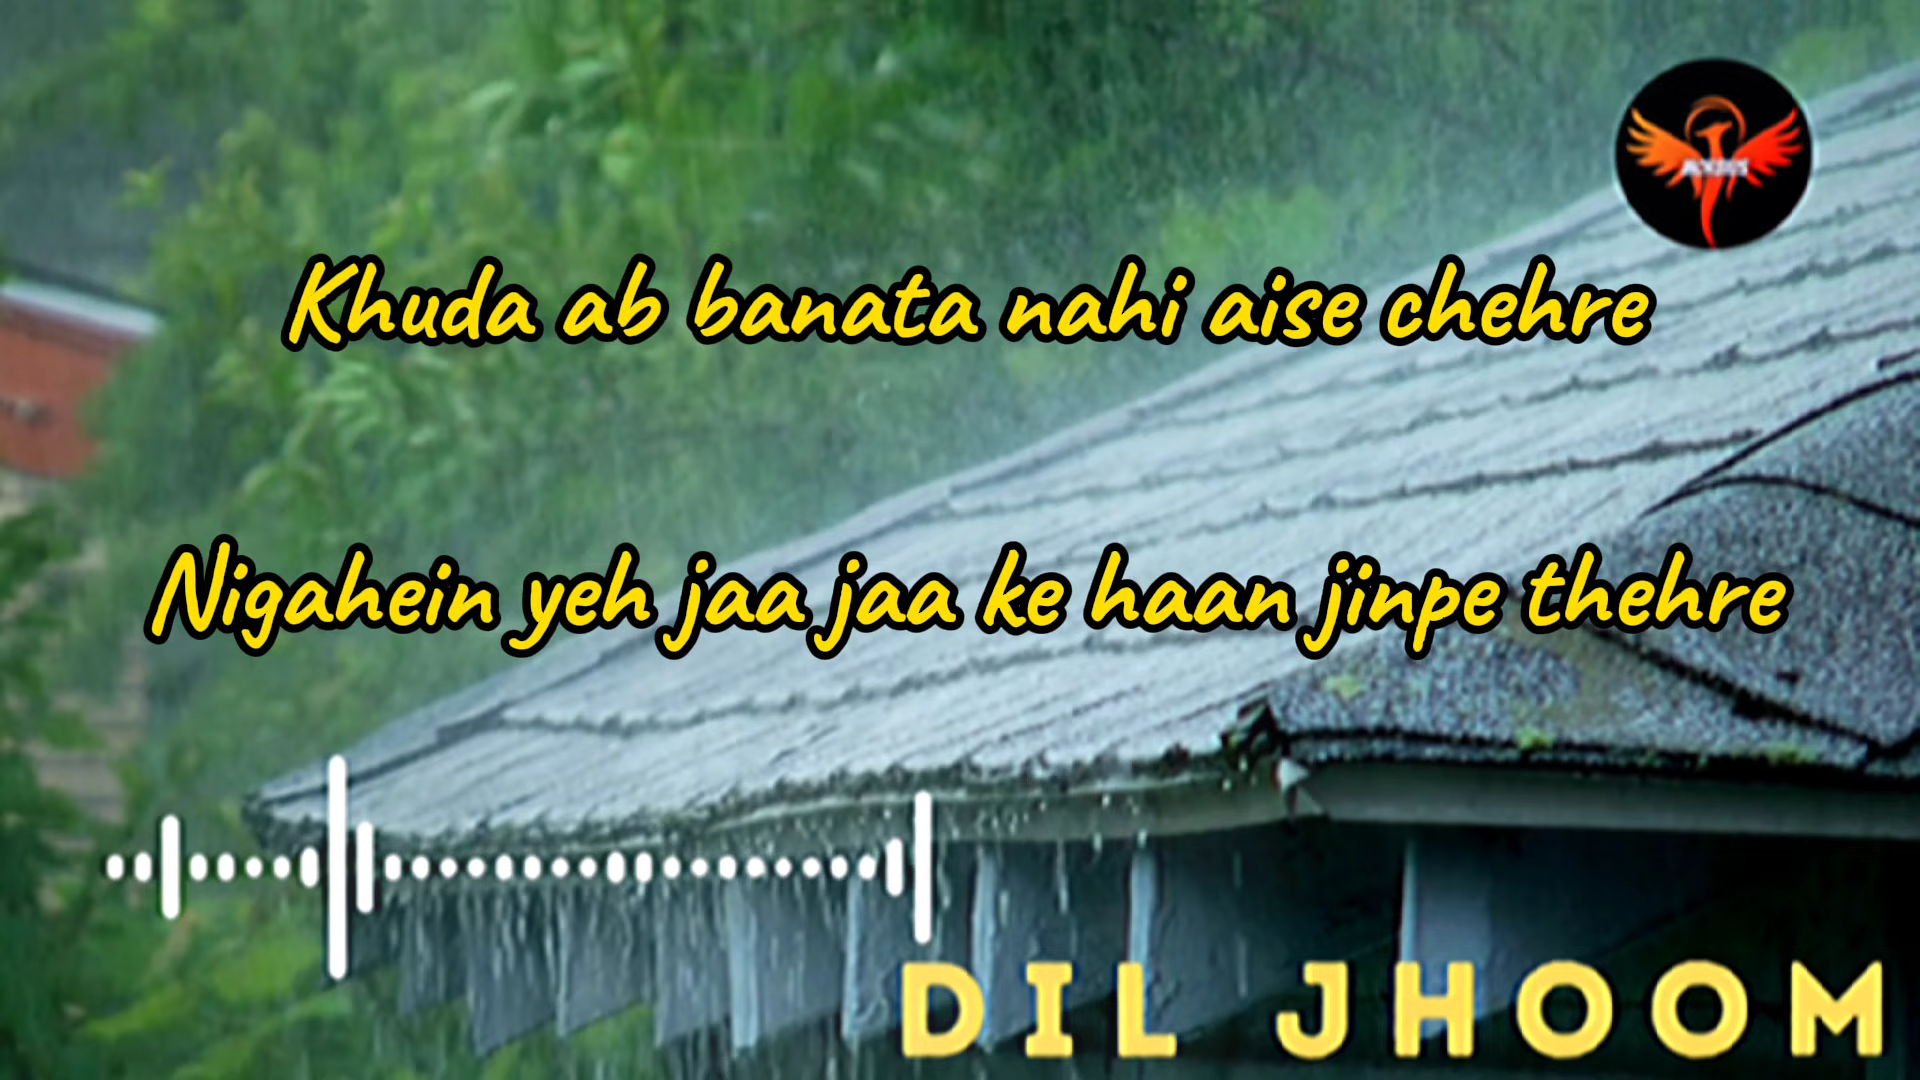 Khuda ab banata nahi aise chehre
Nigahein yeh jaa jaa ke haan jinpe thehre
DIL JHOOM